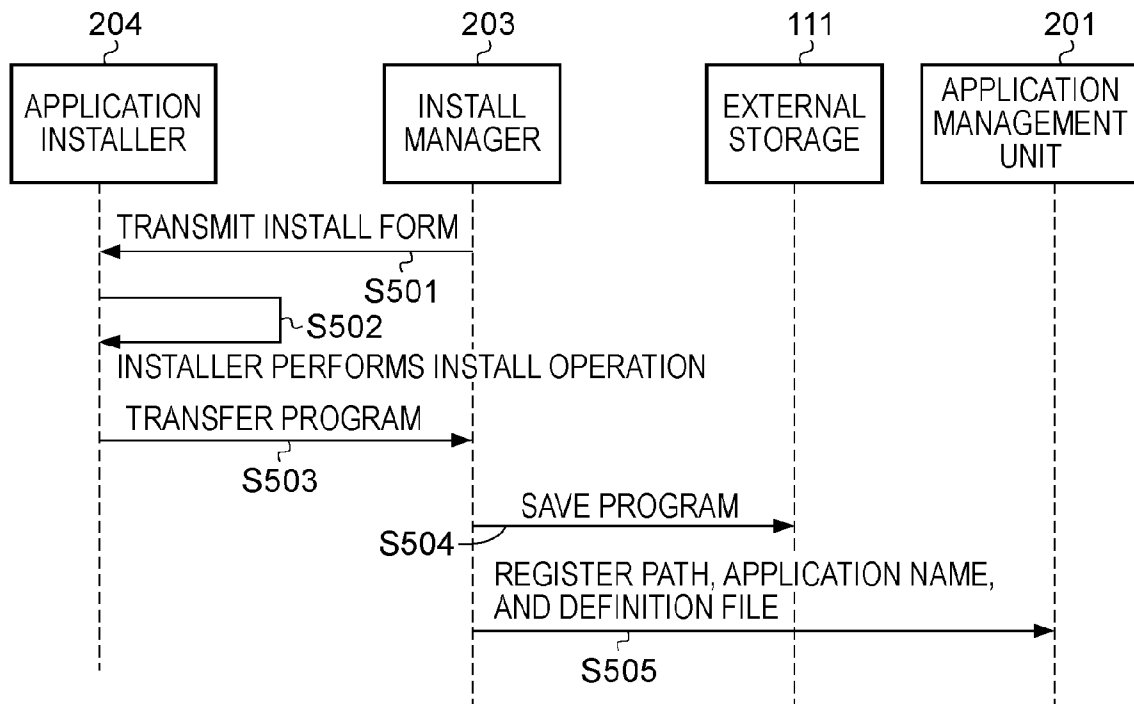 204
203
111
201
APPLICATION
INSTALLER
INSTALL
MANAGER
EXTERNAL
STORAGE
APPLICATION
MANAGEMENT
UNIT
TRANSMIT INSTALL FORM
S501
S502
INSTALLER PERFORMS INSTALL OPERATION
TRANSFER PROGRAM
S503
SAVE PROGRAM
S504
REGISTER PATH, APPLICATION NAME,
AND DEFINITION FILE
S505